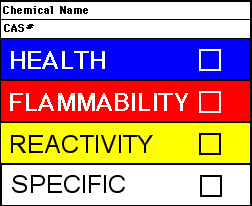 Chemical Name
CAS#
HEALTH
FLAMMABILITY
REACTIVITY
SPECIFIC